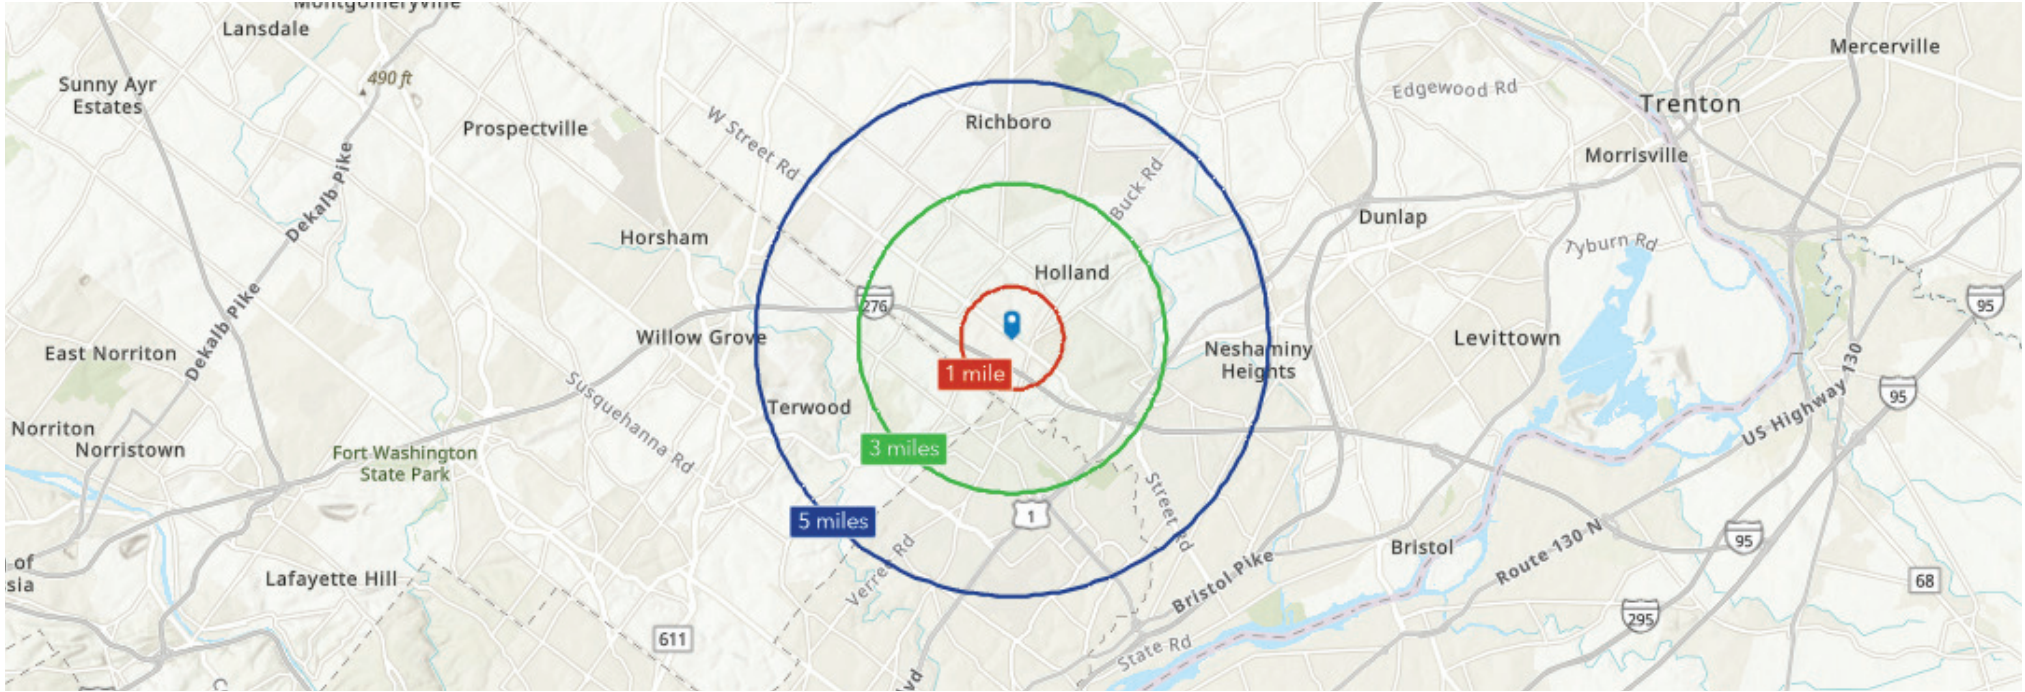 Montgomeryville
Lansdale
Mercerville
490 ft
Sunny Ayr
Estates
Edgewood Rd
Trenton
Richboro
Prospectville
W Street Rd
Morrisville
Buck Rd
Dekalb Pike
Dunlap
Horsham
Tyburn Rd
Holland
276
95
Dekalb Pike
Willow Grove
Levittown
East Norriton
Neshaminy
Heights
1 mile
US Highway 130
95
Susquehanna Rd
Terwood
Norriton
Norristown
3 miles
Fort Washington
State Park
Street Rd
1
5 miles
95
Bristol
Route 130 N
of
sia
Lafayette Hill
Verree Rd
Bristol Pike
68
295
611
State Rd